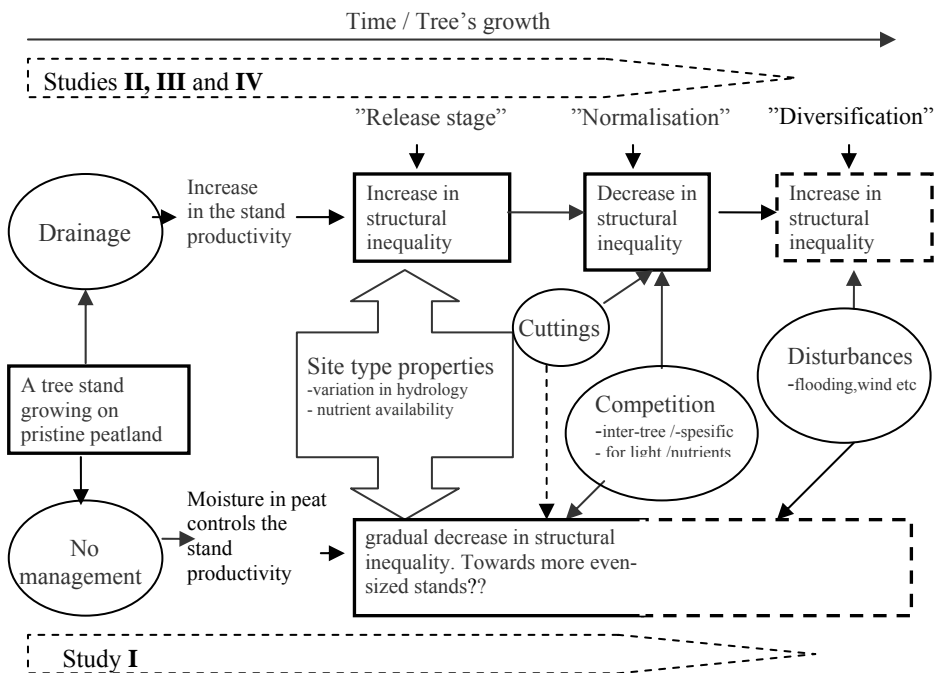 Time / Tree's growth
Studies II, III and IV
”Release stage”
”Normalisation”
”Diversification”
Increase
in the stand
productivity
Drainage
Increase in
structural
inequality
Decrease in
structural
inequality
Increase in
structural
inequality
Cuttings
Site type properties
-variation in hydrology
- nutrient availability
Disturbances
-flooding,wind etc
A tree stand
growing on
pristine peatland
Competition
-inter-tree /-spesific
- for light /nutrients
Moisture in peat
controls the
stand
productivity
No
management
gradual decrease in structural
inequality. Towards more even-
sized stands??
Study I